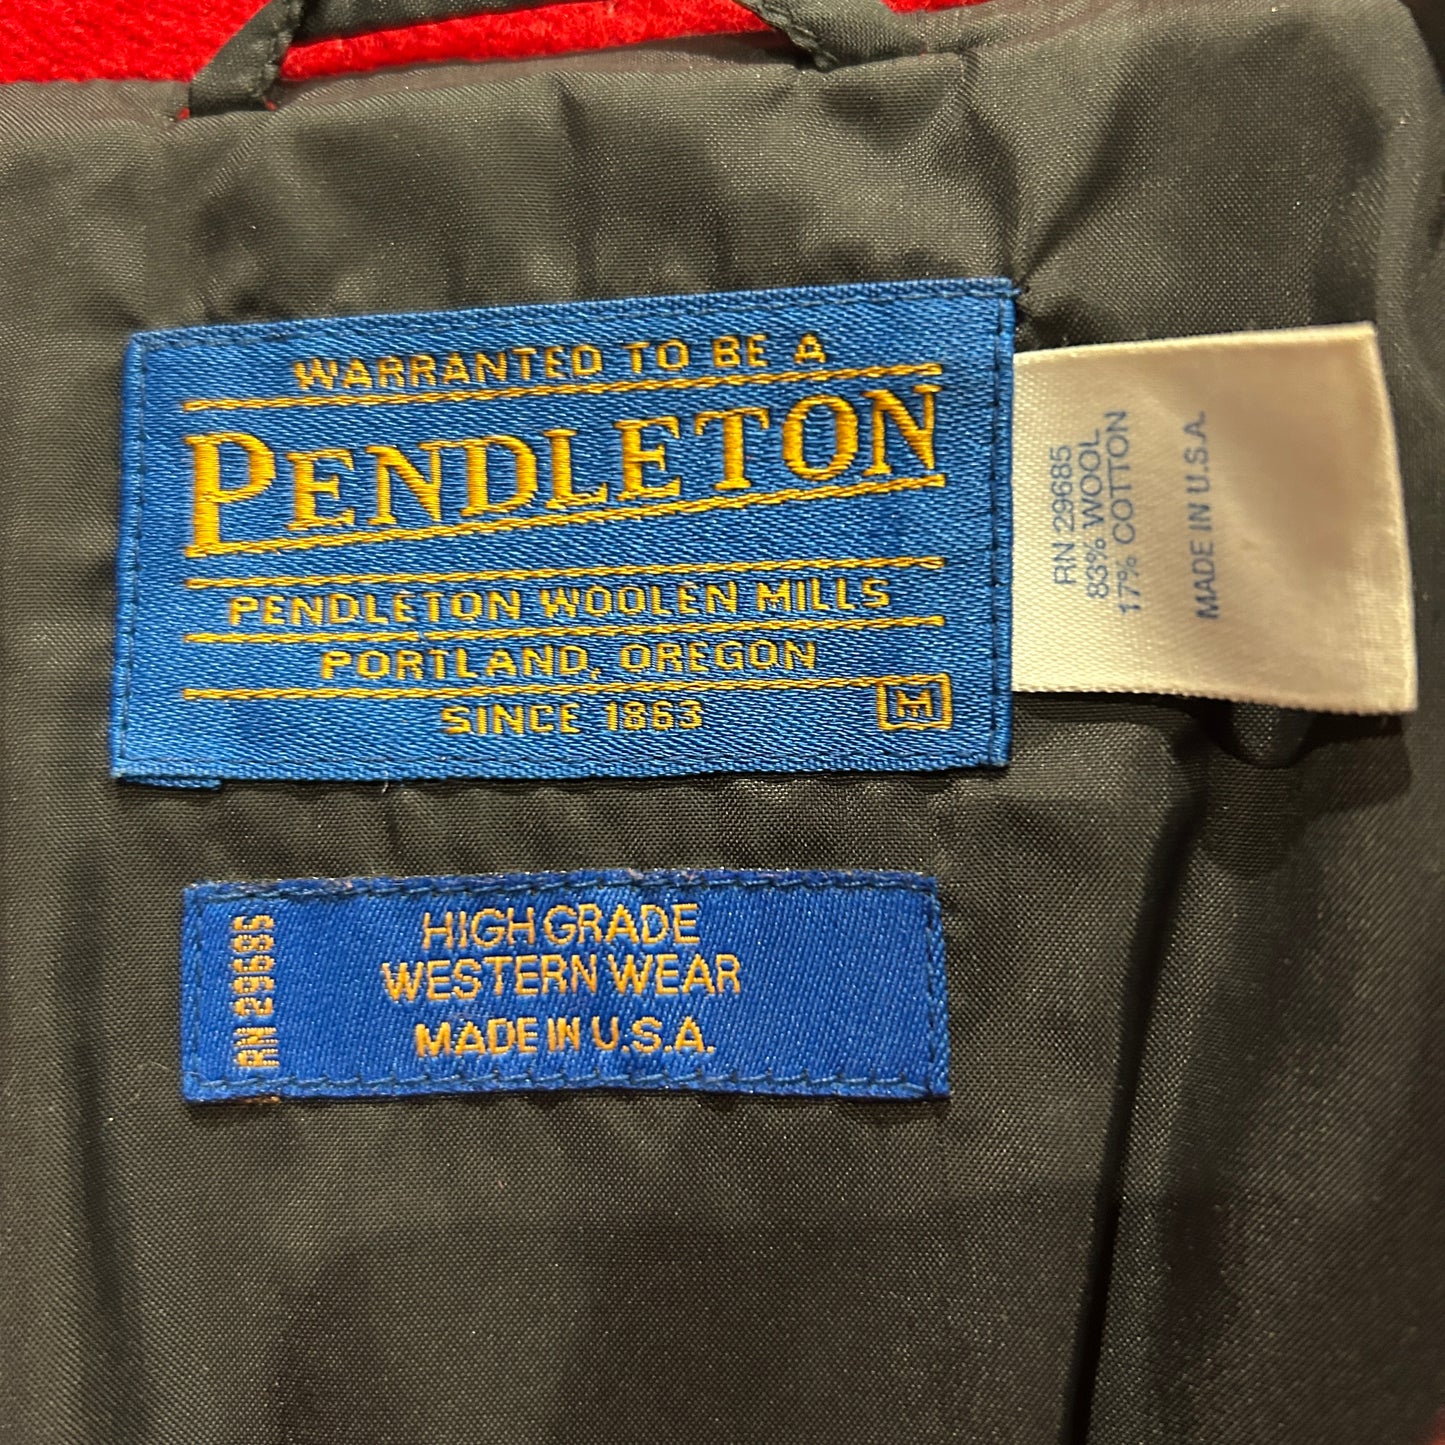 WARRANTED TO BE A
PENDLETON
PENDLETON WOOLEN MILLS
PORTLAND, OREGON
SINCE 1863
M
RN 29685
83% WOOL
17% COTTON
MADE IN U.S.A.
RN 29685
HIGH GRADE
WESTERN WEAR
MADE IN U.S.A.